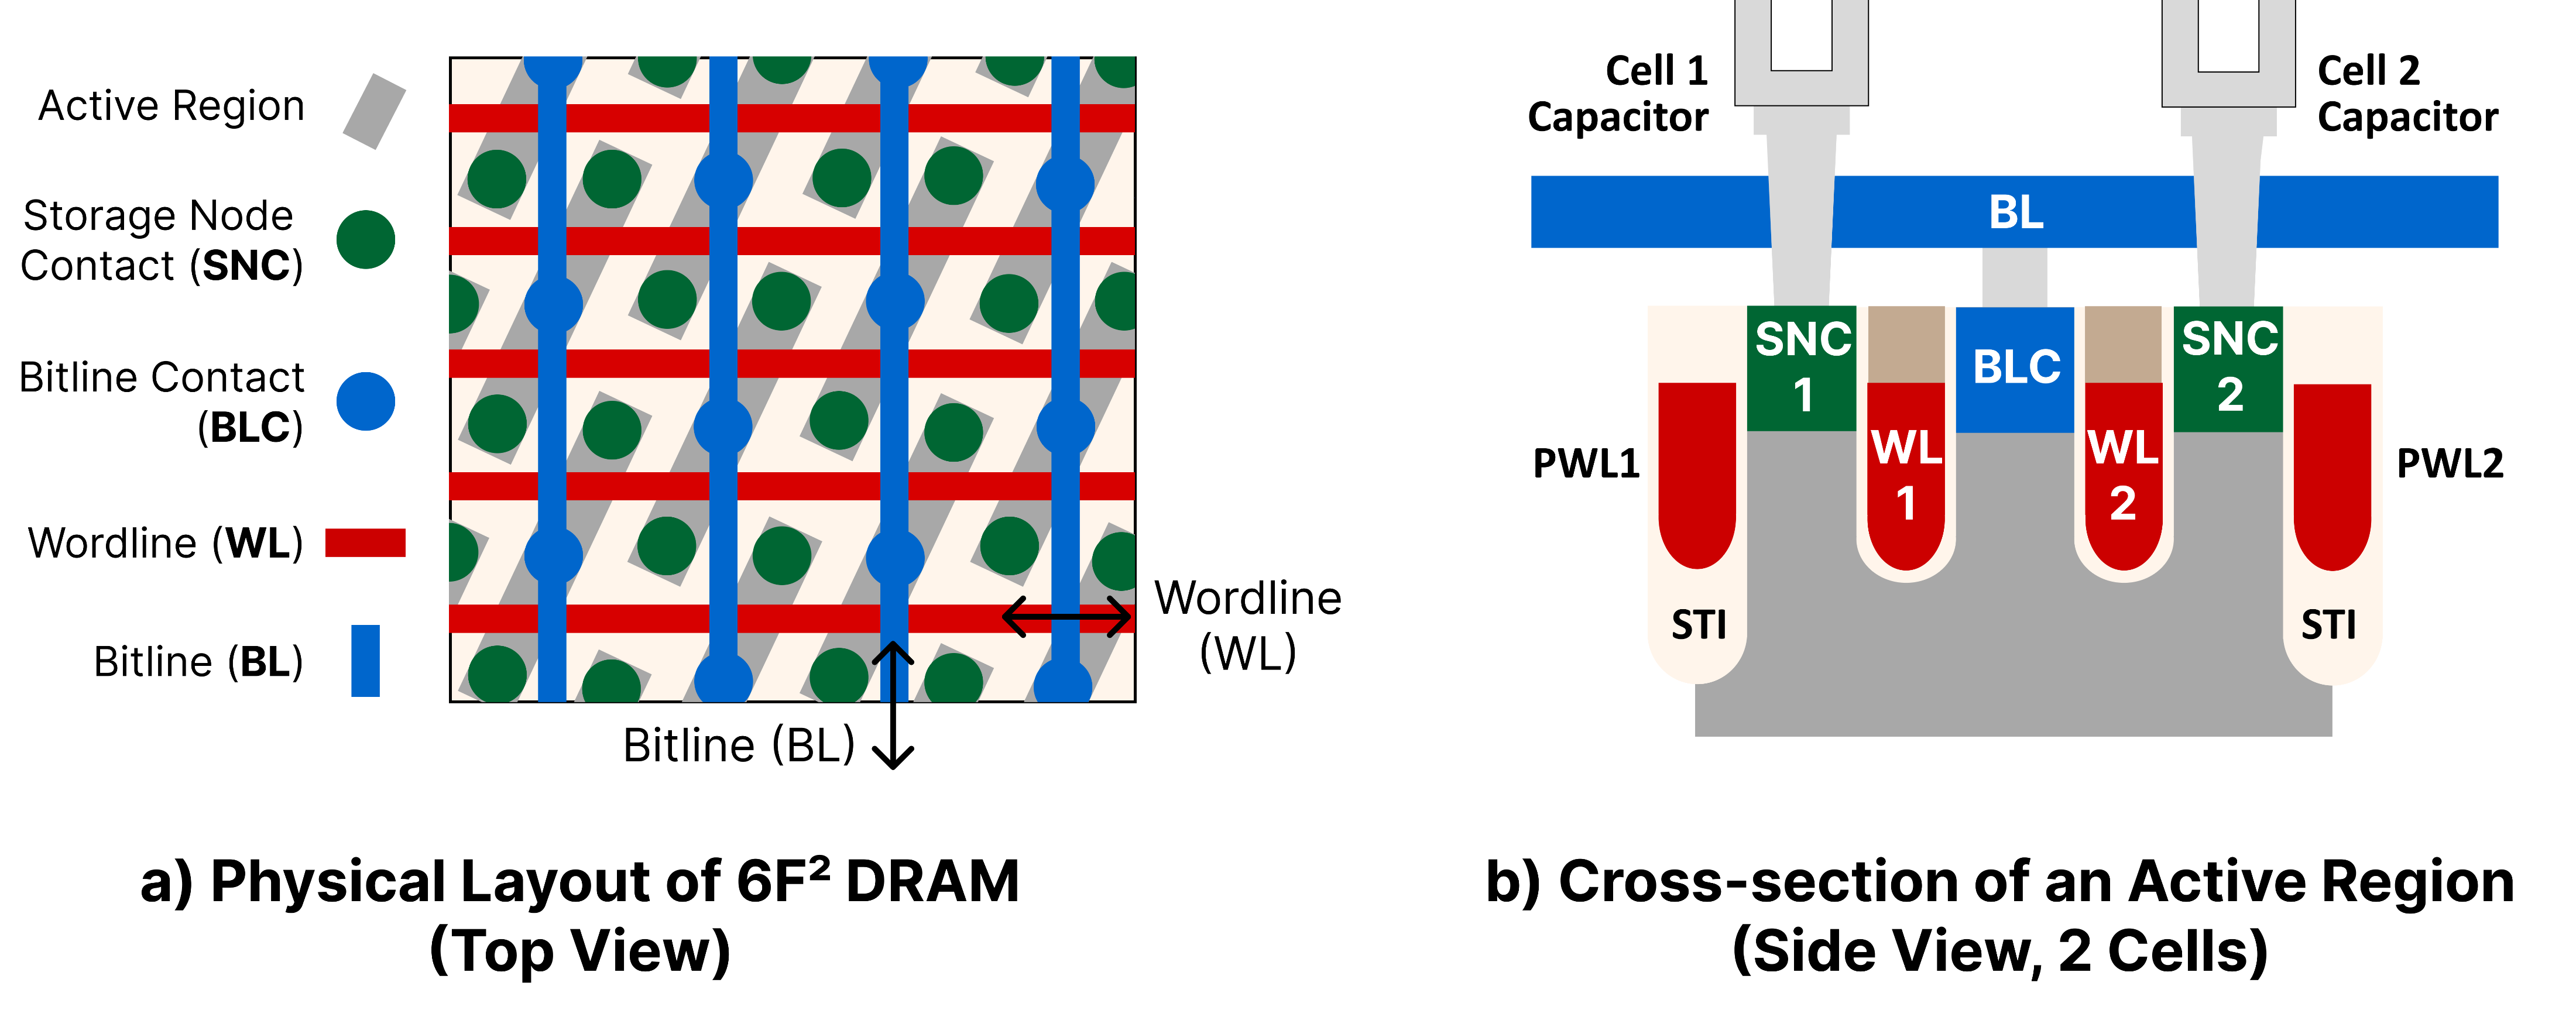 Active Region
Storage Node
Contact (SNC)
Bitline Contact
(BLC)
Wordline (WL)
Bitline (BL)
Wordline
(WL)
Bitline (BL)
a) Physical Layout of 6F² DRAM
(Top View)
Cell 1
Capacitor
Cell 2
Capacitor
BL
SNC
1
BLC
SNC
2
PWL1
WL
1
WL
2
PWL2
STI
STI
b) Cross-section of an Active Region
(Side View, 2 Cells)